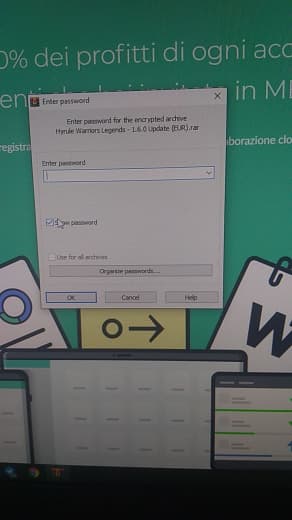 0% dei profitti di ogni acc
in M
Enter password
Enter password for the encrypted archive
Hyrule Warriors Legends - 1.6.0 Update (EUR).rar
registra
borazione clo
Enter password
Show password
Use for all archives
Organize passwords...
OK
Cancel
Help
W